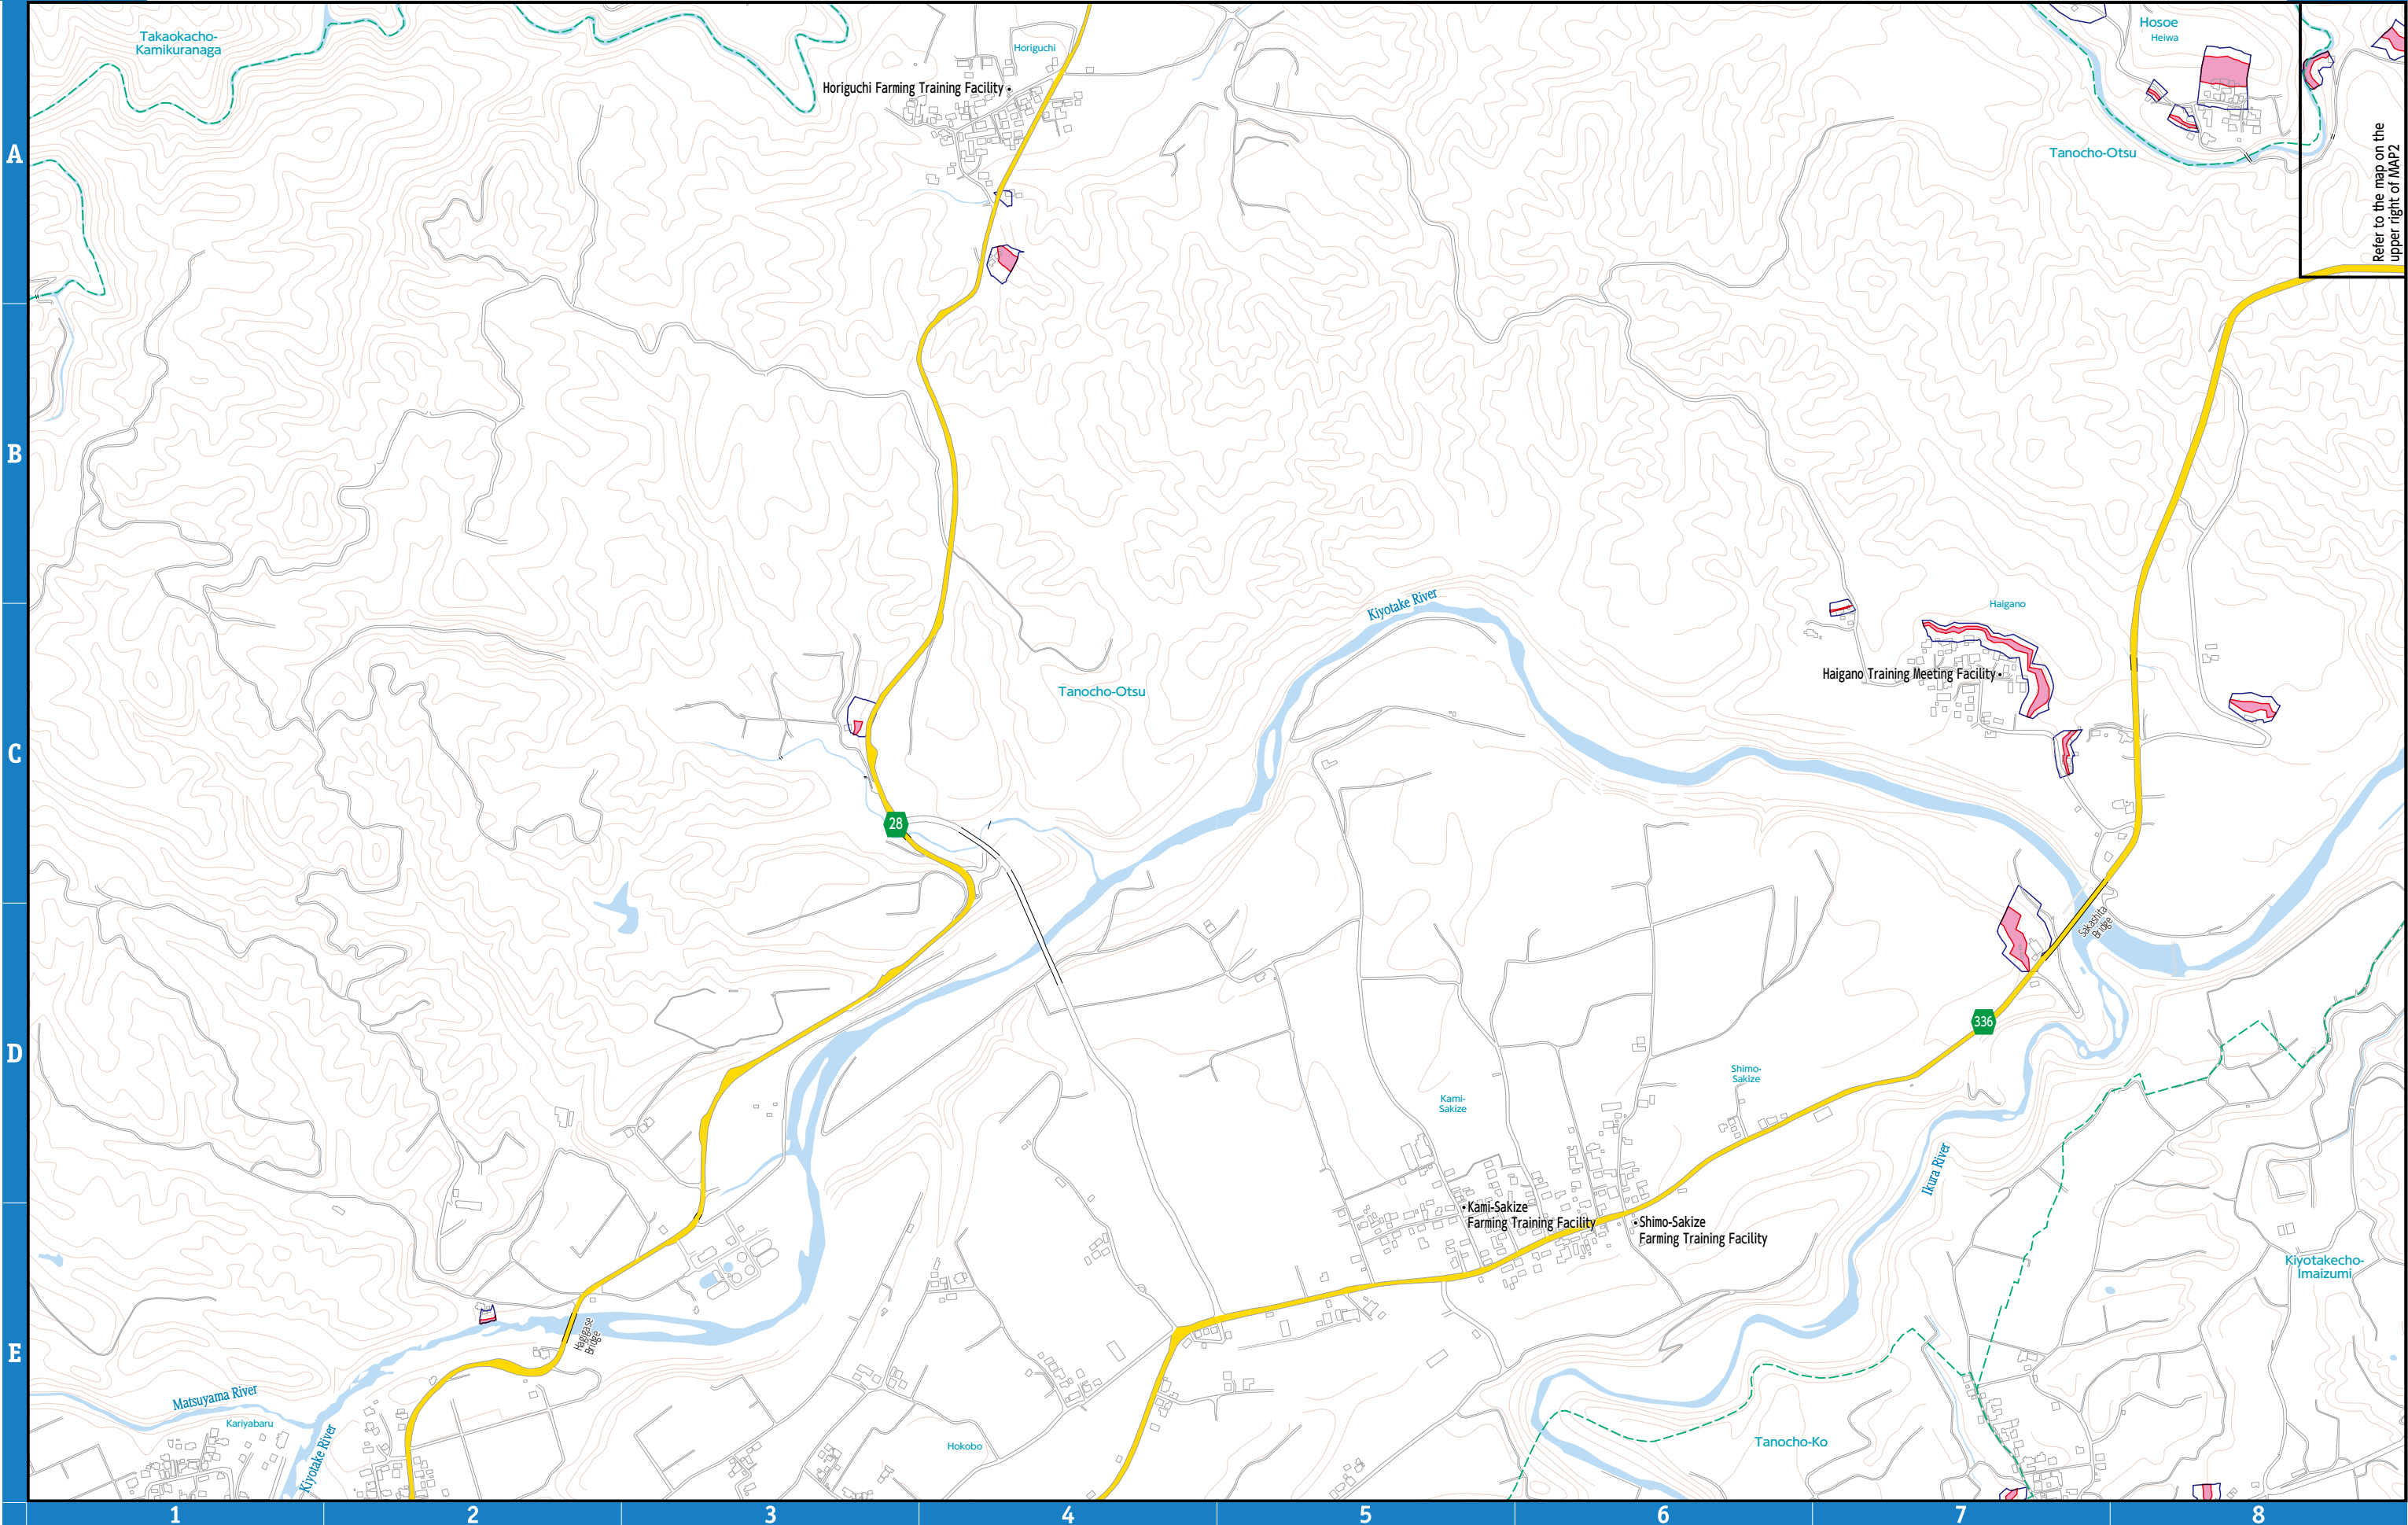 Takaokacho-
Kamikuranaga
Horiguchi
Horiguchi Farming Training Facility
Hosoe
Heiwa
Tanocho-Otsu
Refer to the map on the
upper right of MAP2
A
B
Kiyotake River
Haigano
Haigano Training Meeting Facility
Tanocho-Otsu
C
28
Sakashita
Bridge
336
D
Shimo-
Sakize
Kami-
Sakize
Ikura River
Kami-Sakize
Farming Training Facility
Shimo-Sakize
Farming Training Facility
Kiyotakecho-
Imaizumi
Hagigase
Bridge
E
Matsuyama River
Kariyabaru
Kiyotake River
Hokobo
Tanocho-Ko
1
2
3
4
5
6
7
8